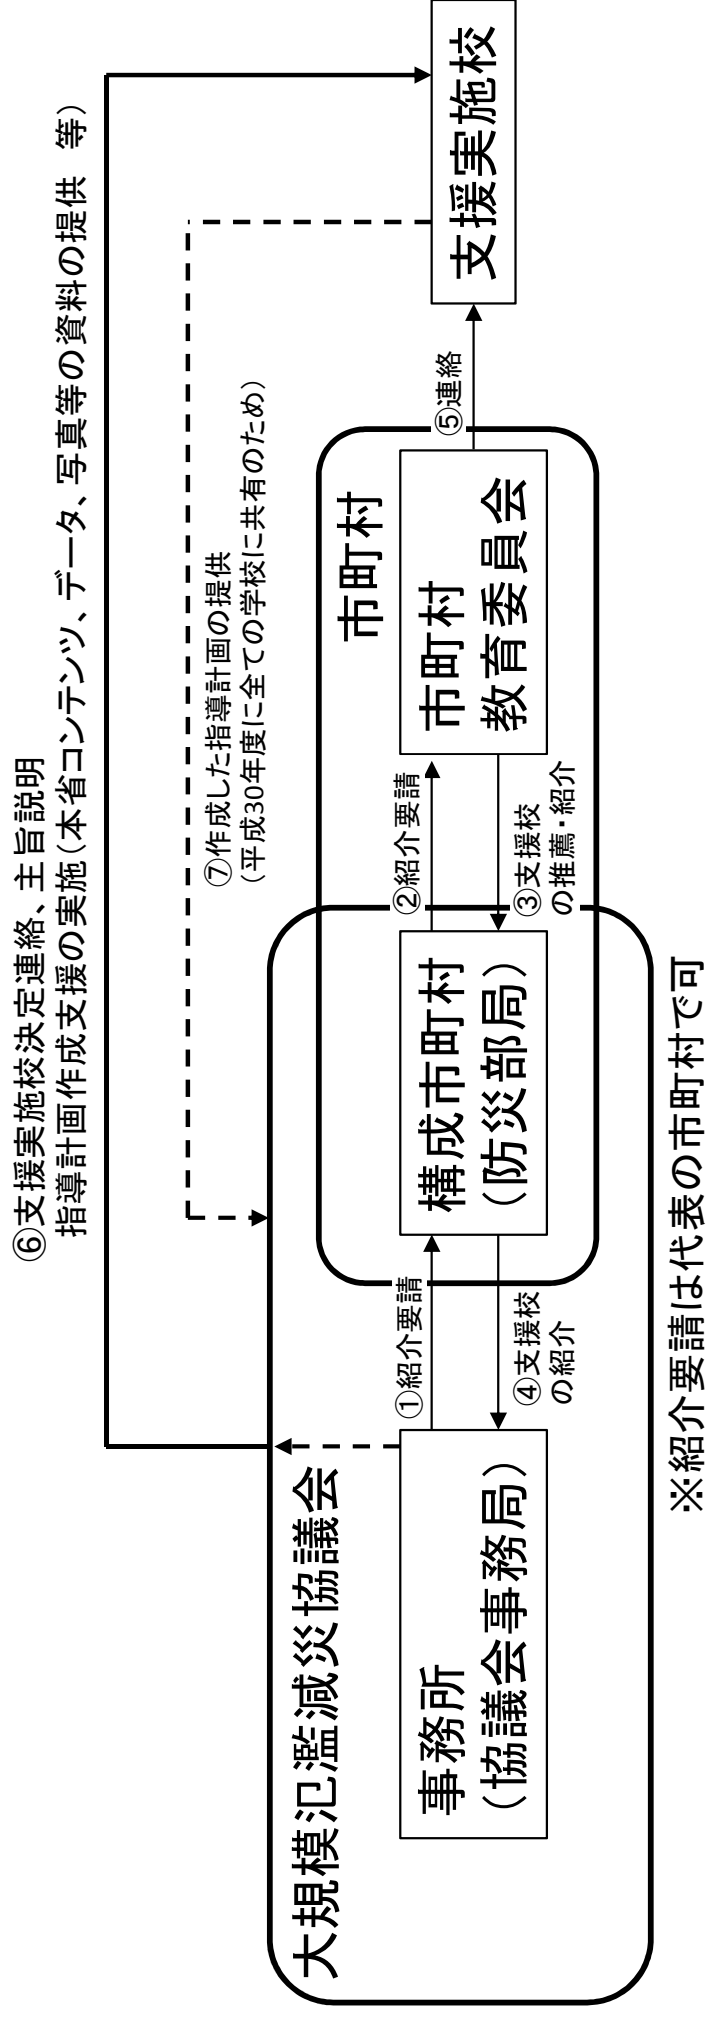 ⑥支援実施校決定連絡、主旨説明
指導計画作成支援の実施(本省コンテンツ、データ、写真等の資料の提供　等)
⑦作成した指導計画の提供
(平成30年度に全ての学校に共有のため)
大規模氾濫減災協議会
市町村
事務所
(協議会事務局)
①紹介要請
④支援校
の紹介
構成市町村
(防災部局)
②紹介要請
③支援校
の推薦・紹介
市町村
教育委員会
⑤連絡
支援実施校
※紹介要請は代表の市町村で可